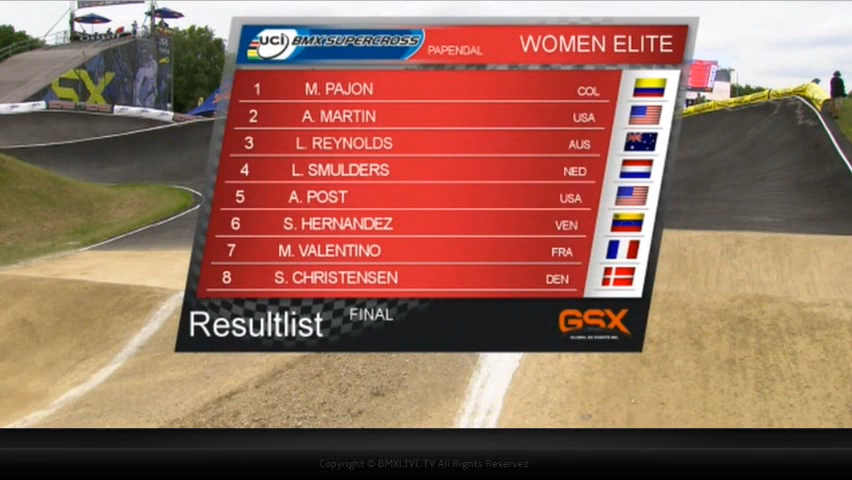 UCI BMX SUPERCROSS PAPENDAL WOMEN ELITE
1 M. PAJON COL
2 A. MARTIN USA
3 L. REYNOLDS AUS
4 L. SMULDERS NED
5 A. POST USA
6 S. HERNANDEZ VEN
7 M. VALENTINO FRA
8 S. CHRISTENSEN DEN
Resultlist FINAL GSX
GLOBAL SX EVENTS INC.
SX
Copyright © BMXLIVE.TV All Rights Reserved